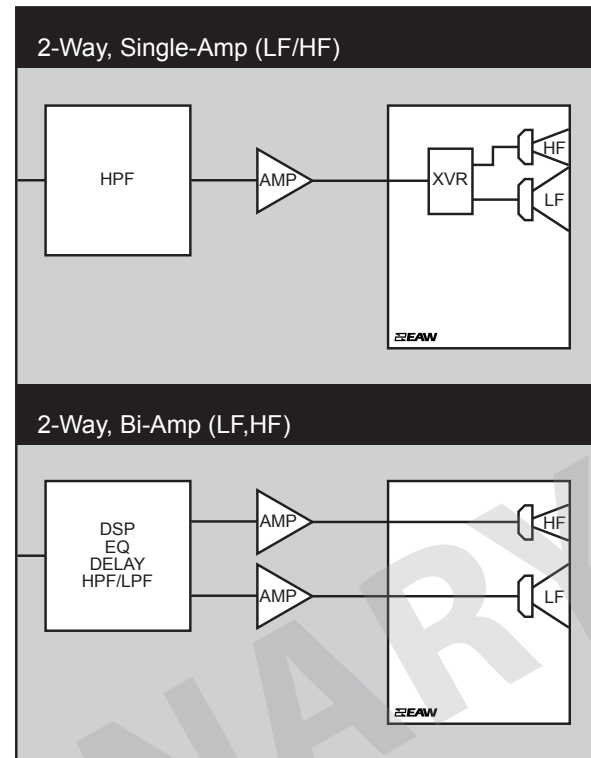 2-Way, Single-Amp (LF/HF)
HPF
AMP
XVR
HF
LF
EAW
2-Way, Bi-Amp (LF,HF)
DSP
EQ
DELAY
HPF/LPF
AMP
HF
AMP
LF
EAW
NARY